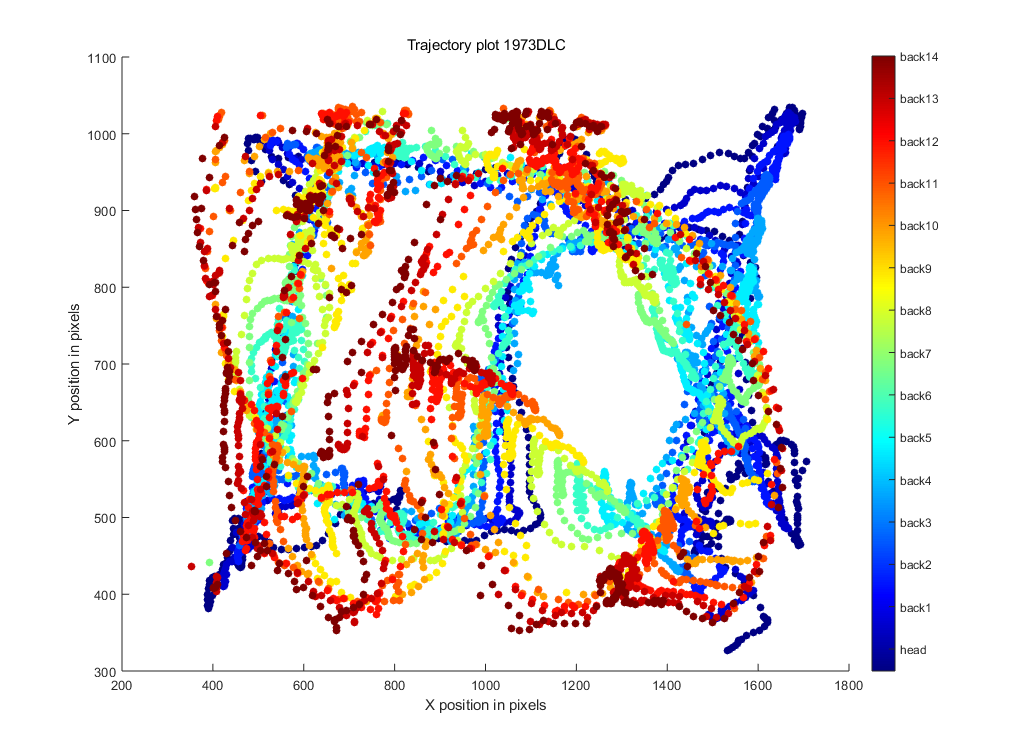 Trajectory plot 1973DLC
Y position in pixels
1100
1000
900
800
700
600
500
400
300
200
400
600
800
1000
1200
1400
1600
1800
X position in pixels
back14
back13
back12
back11
back10
back9
back8
back7
back6
back5
back4
back3
back2
back1
head